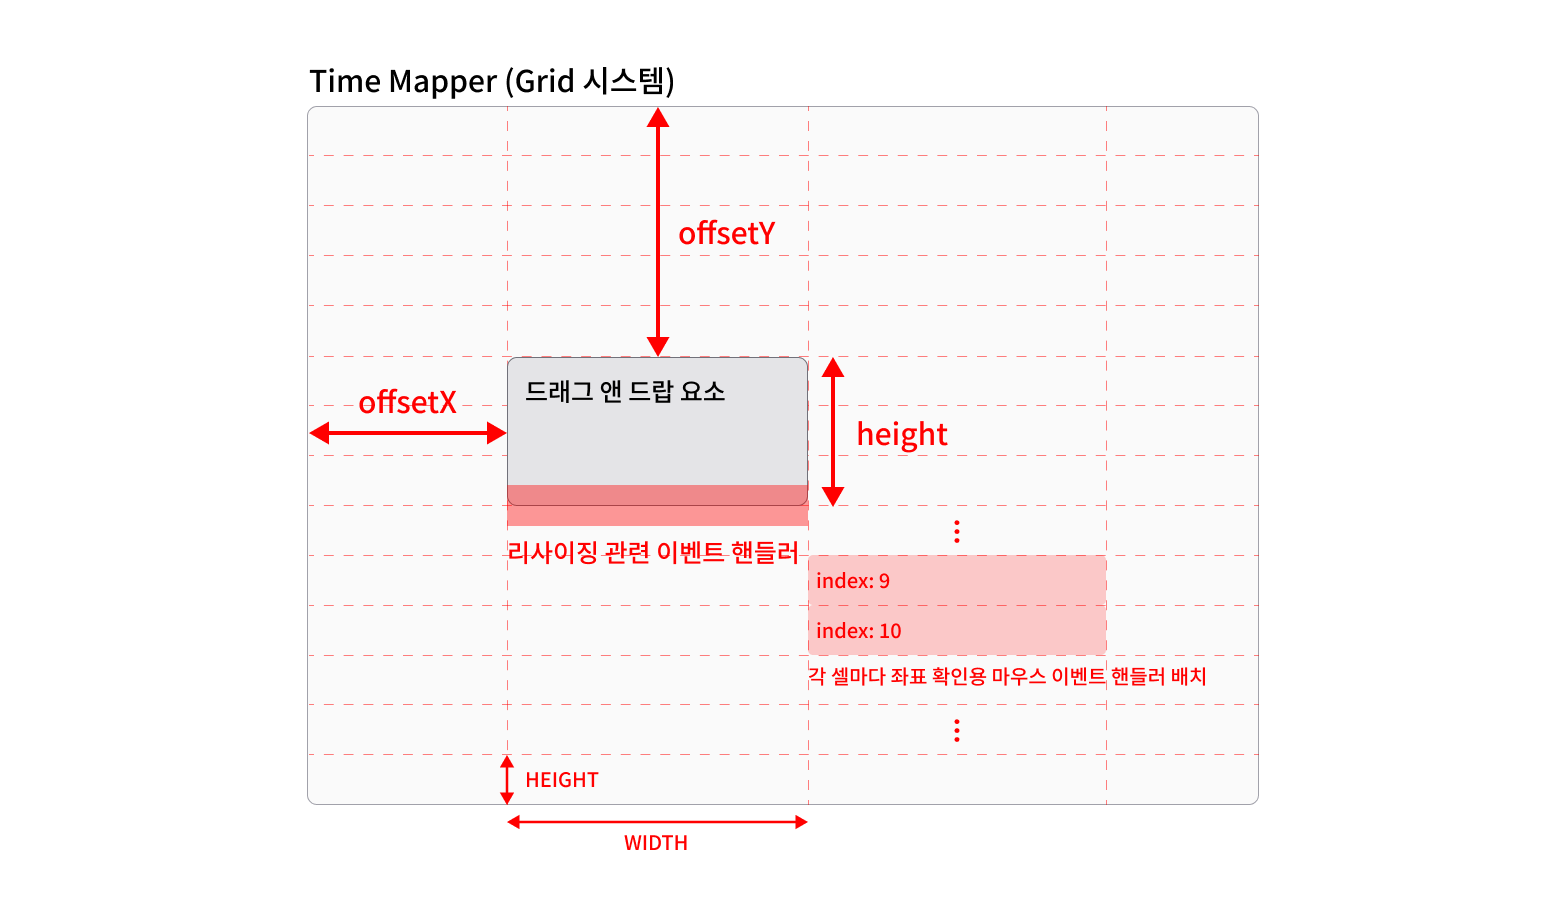 Time Mapper (Grid 시스템)
offsetY
offsetX
드래그 앤 드랍 요소
height
리사이징 관련 이벤트 핸들러
index: 9
index: 10
각 셀마다 좌표 확인용 마우스 이벤트 핸들러 배치
HEIGHT
WIDTH